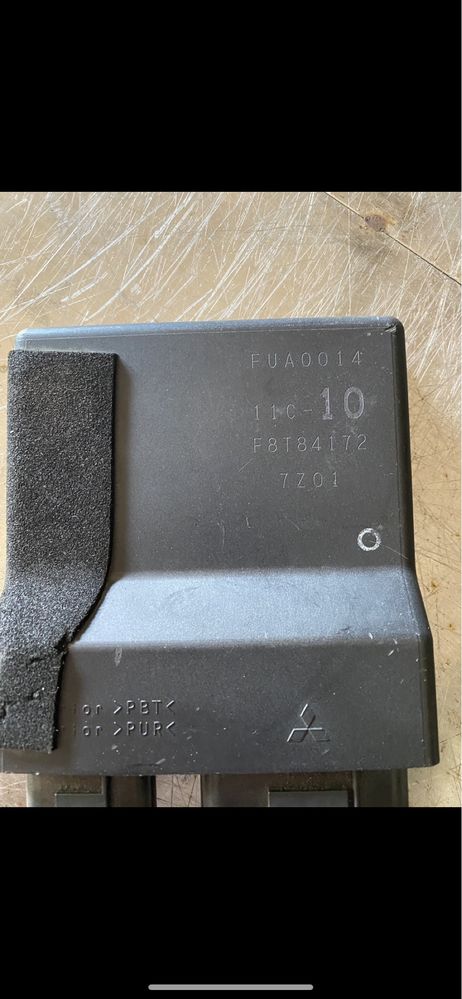 FUA0014
11C-10
F8T84172
7Z01
>PBT<
>PUR<